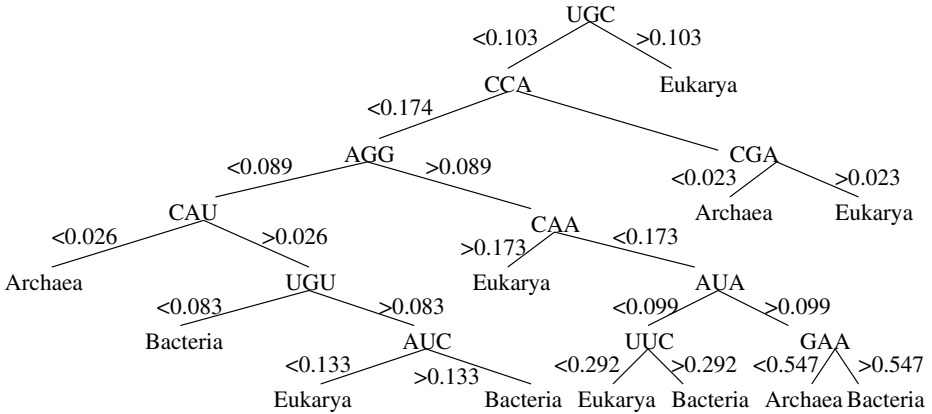 UGC
<0.103 >0.103
CCA Eukarya
<0.174
AGG CGA
<0.089 >0.089 <0.023 >0.023
CAU CAA Archaea Eukarya
<0.026 >0.026 >0.173 <0.173
Archaea UGU Eukarya AUA
<0.083 >0.083 <0.099 >0.099
Bacteria AUC UUC GAA
<0.133 >0.133 <0.292 >0.292 <0.547 >0.547
Eukarya Bacteria Eukarya Bacteria Archaea Bacteria